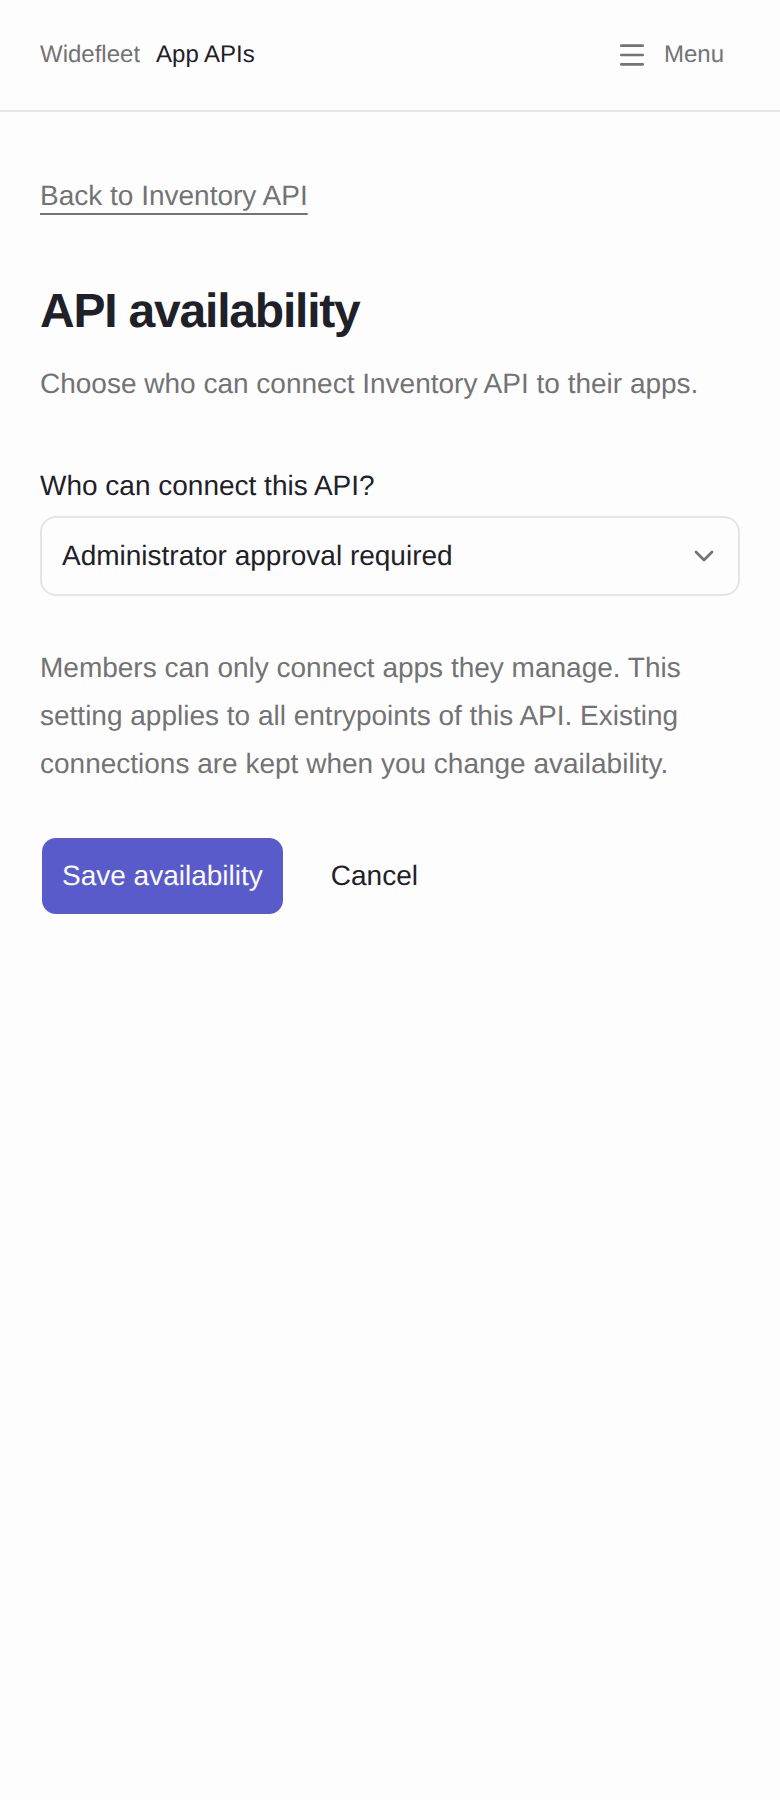 Widefleet App APIs
Menu
Back to Inventory API
API availability
Choose who can connect Inventory API to their apps.
Who can connect this API?
Administrator approval required
Members can only connect apps they manage. This
setting applies to all entrypoints of this API. Existing
connections are kept when you change availability.
Save availability
Cancel